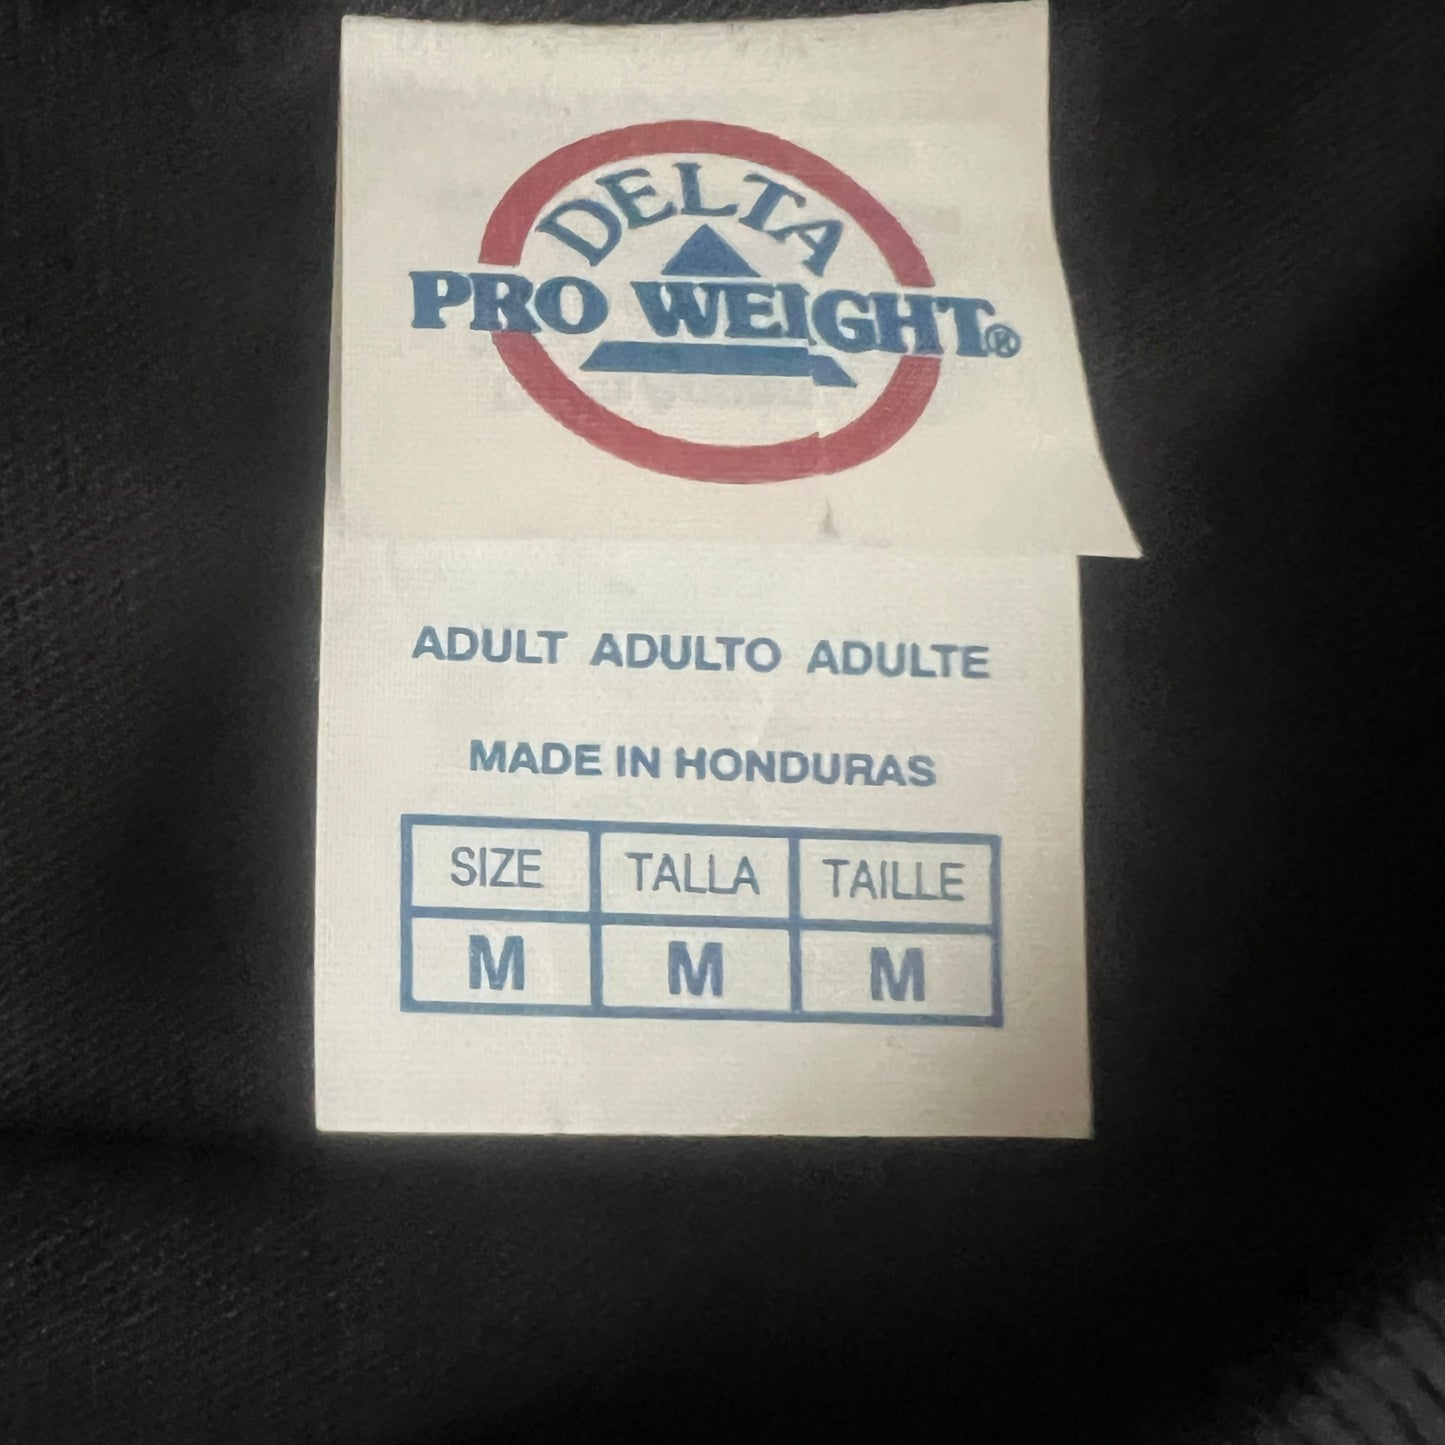 DELTA
PRO WEIGHT®
ADULT ADULTO ADULTE
MADE IN HONDURAS
SIZE TALLA TAILLE
M M M